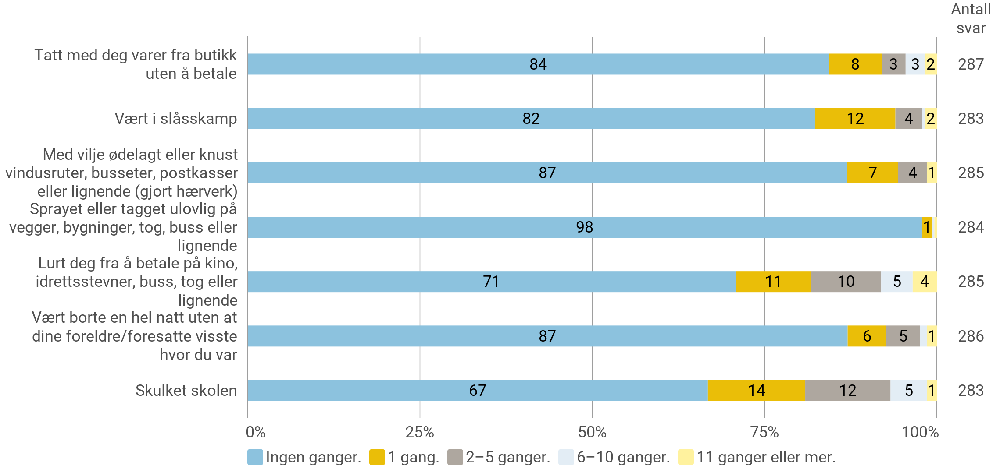 Antall
svar
Tatt med deg varer fra butikk
uten å betale
84 8 3 3 2 287
Vært i slåsskamp
82 12 4 2 283
Med vilje ødelagt eller knust
vindusruter, busseter, postkasser
eller lignende (gjort hærverk)
87 7 4 1 285
Sprayet eller tagget ulovlig på
vegger, bygninger, tog, buss eller
lignende
98 1 284
Lurt deg fra å betale på kino,
idrettsstevner, buss, tog eller
lignende
71 11 10 5 4 285
Vært borte en hel natt uten at
dine foreldre/foresatte visste
hvor du var
87 6 5 1 286
Skulket skolen
67 14 12 5 1 283
0% 25% 50% 75% 100%
Ingen ganger. 1 gang. 2–5 ganger. 6–10 ganger. 11 ganger eller mer.